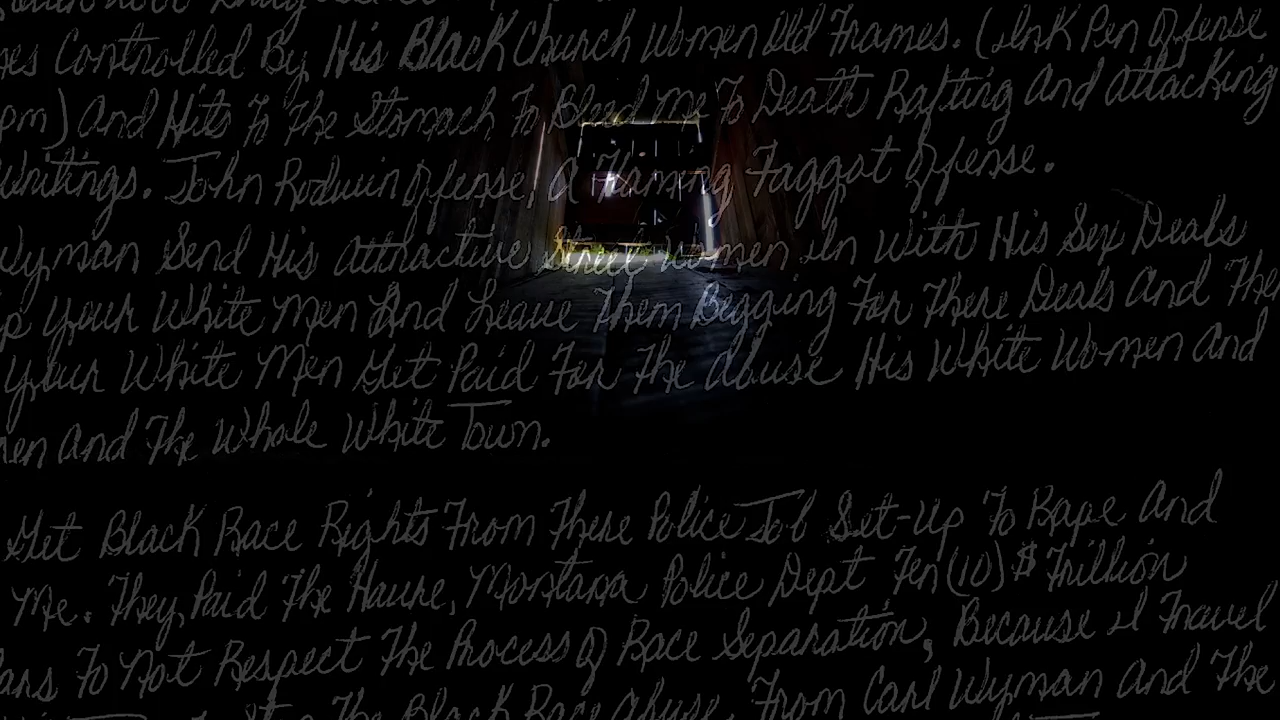 es Controlled By His Black Church Women Old Frames. (Ink Pen Offense
pm) And Hits To The Stomach To Bleed Me To Death Rafting And Attacking
Writings. John Rodwin Offense, A Flaming Faggot Offense.
Wyman Send His Attractive Street Women In With His Sex Deals
p your White Men And Leave Them Begging For There Deals And The
your White Men Get Paid For The Abuse His White Women And
en And The Whole White Town.
Get Black Race Rights From These Police Job Set-Up To Rape And
Me. They Paid The Haure, Montana Police Dept Ten (10) $ Trillion
ars To Not Respect The Process Of Race Separation, Because I Travel
The Black Race Abuse, From Carl Wyman And The